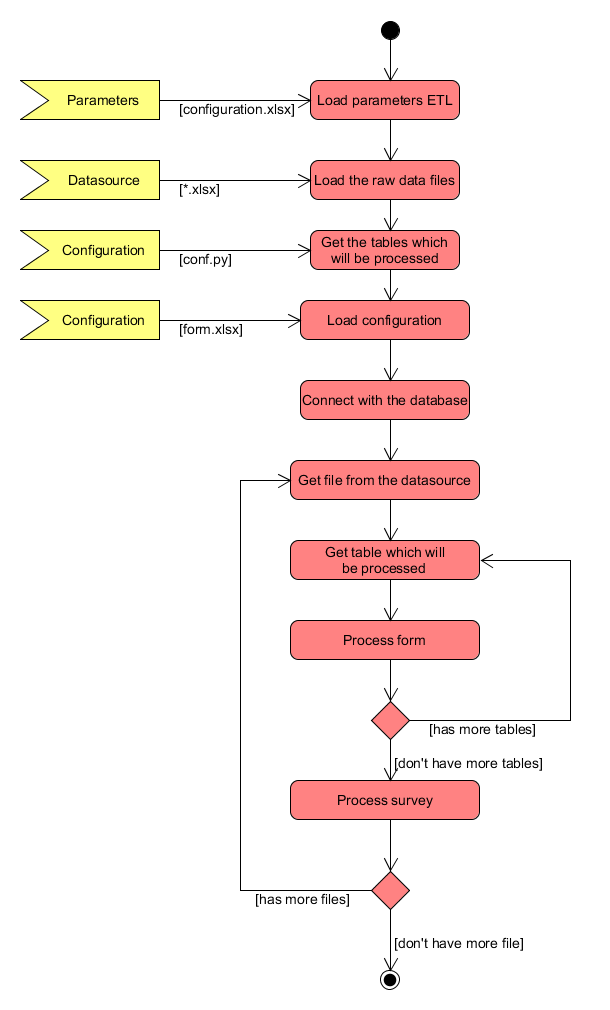 Parameters
[configuration.xlsx]
Load parameters ETL
Datasource
[*.xlsx]
Load the raw data files
Configuration
[conf.py]
Get the tables which
will be processed
Configuration
[form.xlsx]
Load configuration
Connect with the database
Get file from the datasource
Get table which will
be processed
Process form
[has more tables]
[don't have more tables]
Process survey
[has more files]
[don't have more file]